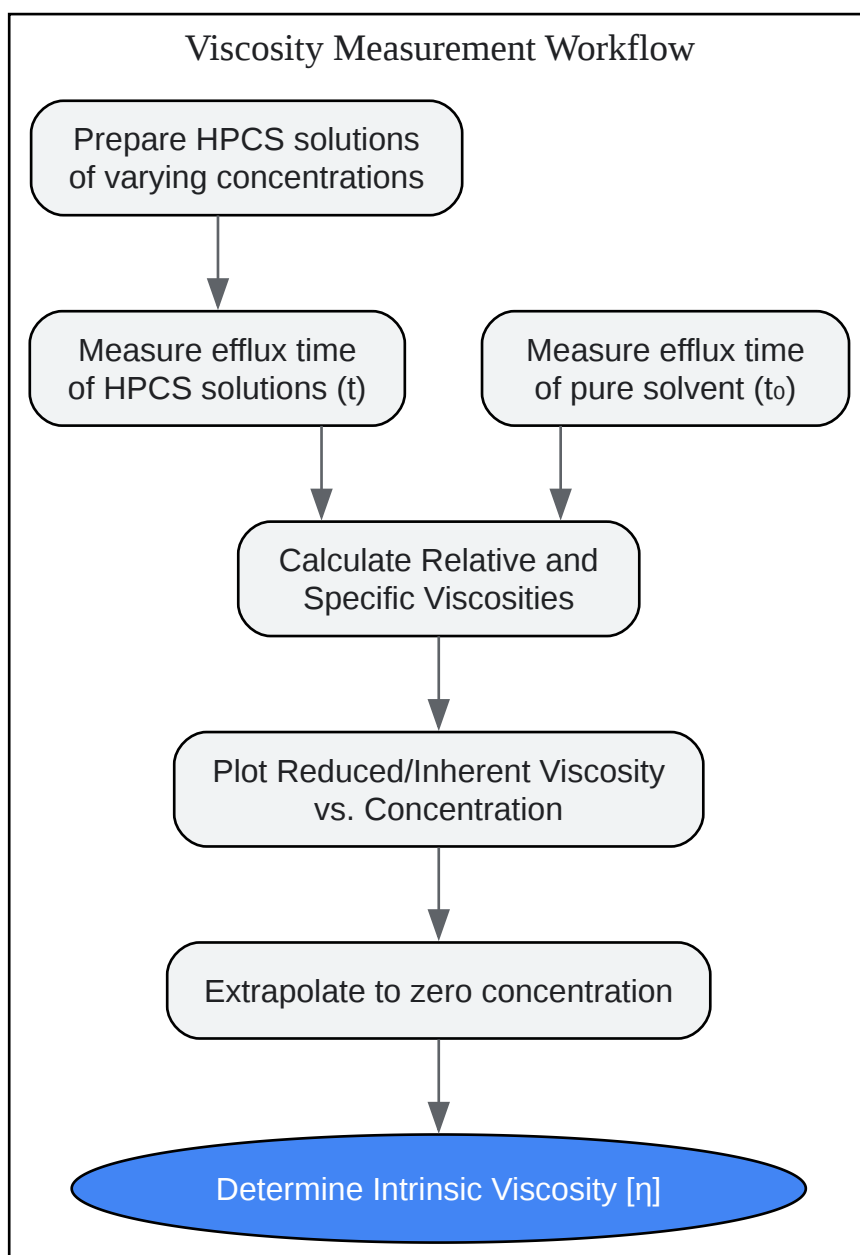 Viscosity Measurement Workflow
Prepare HPCS solutions
of varying concentrations
Measure efflux time
of HPCS solutions (t)
Measure efflux time
of pure solvent (t₀)
Calculate Relative and
Specific Viscosities
Plot Reduced/Inherent Viscosity
vs. Concentration
Extrapolate to zero concentration
Determine Intrinsic Viscosity [η]